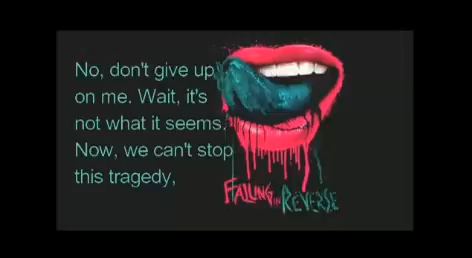 No, don't give up
on me. Wait, it's
not what it seems.
Now, we can't stop
this tragedy,
FALLING IN REVERSE